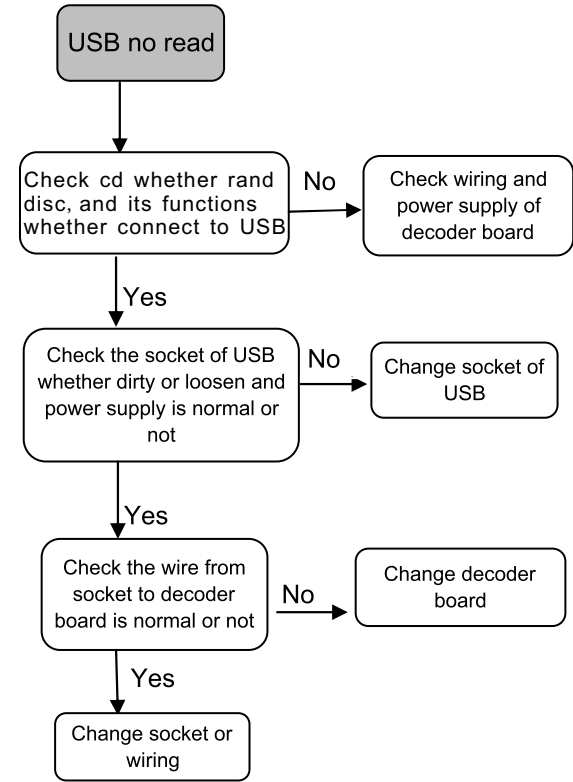 USB no read
Check cd whether rand
disc, and its functions
whether connect to USB
No
Check wiring and
power supply of
decoder board
Yes
Check the socket of USB
whether dirty or loosen and
power supply is normal or
not
No
Change socket of
USB
Yes
Check the wire from
socket to decoder
board is normal or not
No
Change decoder
board
Yes
Change socket or
wiring